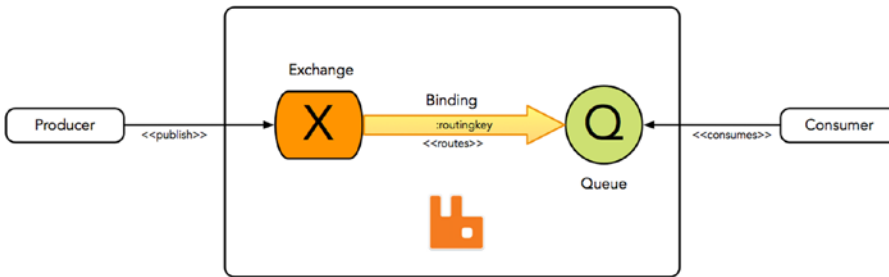 Exchange
X
Binding
:routingkey
<<routes>>
Q
Queue
Producer
<<publish>>
<<consumes>>
Consumer